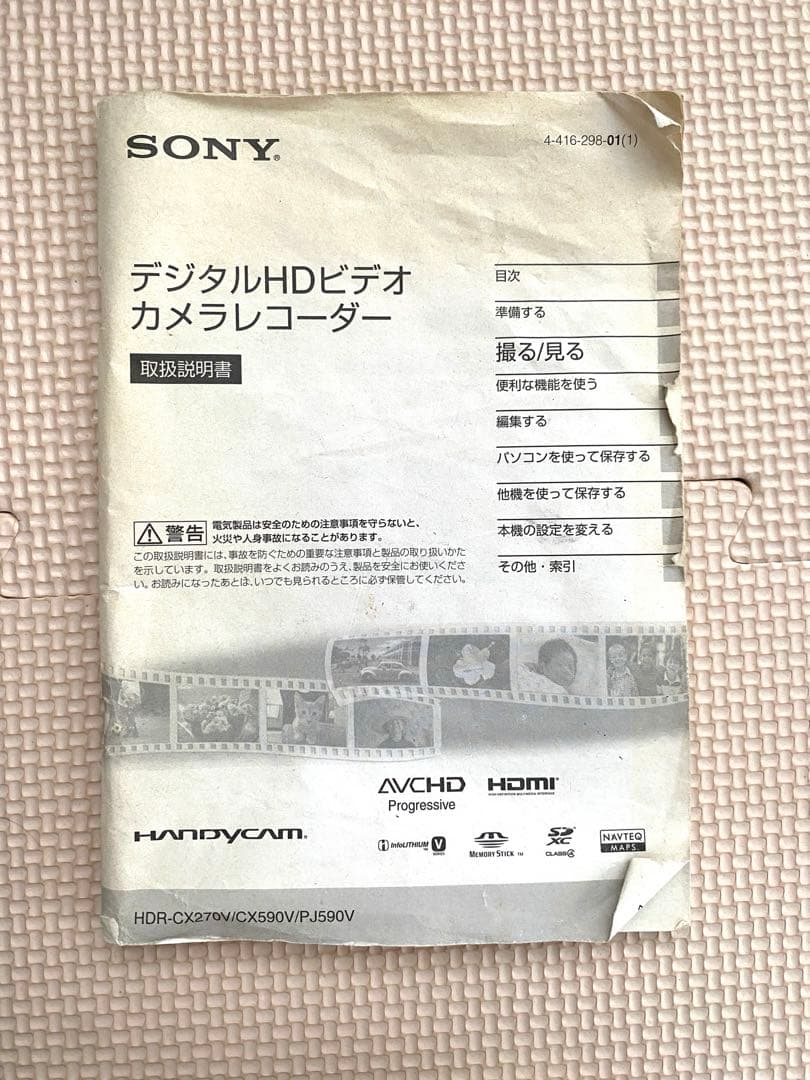 SONY®
4-416-298-01(1)
デジタルHDビデオ
カメラレコーダー
取扱説明書
目次
準備する
撮る/見る
便利な機能を使う
編集する
パソコンを使って保存する
他機を使って保存する
本機の設定を変える
その他・索引
警告
電気製品は安全のための注意事項を守らないと、
火災や人身事故になることがあります。
この取扱説明書には、事故を防ぐための重要な注意事項と製品の取り扱いかた
を示しています。取扱説明書をよくお読みのうえ、製品を安全にお使いくださ
い。お読みになったあとは、いつでも見られるところに必ず保管してください。
AVCHD
Progressive
HDMI®
HIGH-DEFINITION MULTIMEDIA INTERFACE
HANDYCAM®
InfoLITHIUM™ V SERIES
MEMORY STICK™
SD XC
CLASS 4
NAVTEQ
MAPS
HDR-CX270V/CX590V/PJ590V